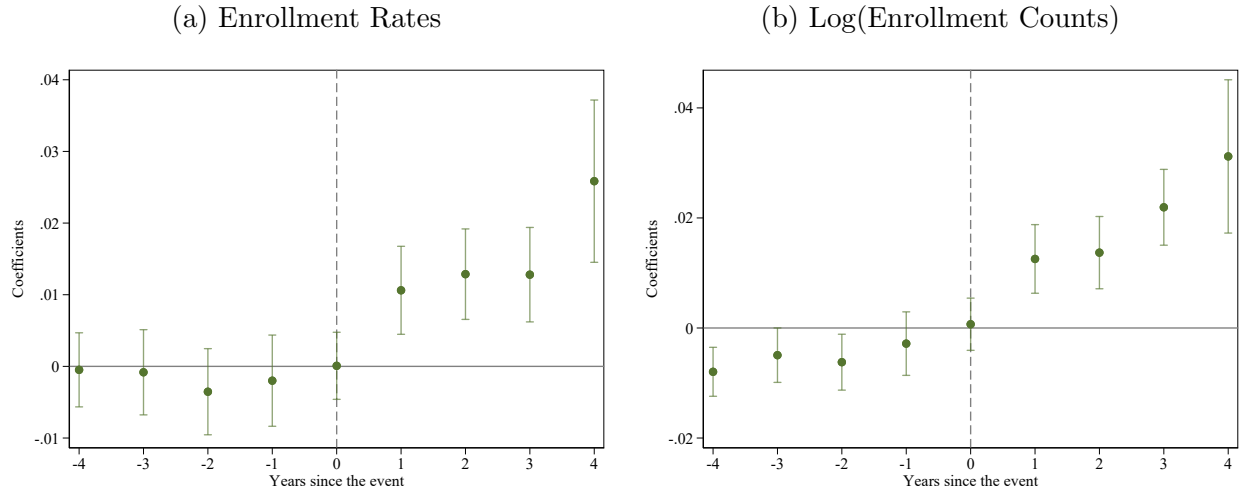 (a) Enrollment Rates
.04
.03
.02
.01
0
-.01
Coefficients
-4 -3 -2 -1 0 1 2 3 4
Years since the event
(b) Log(Enrollment Counts)
.04
.02
0
-.02
Coefficients
-4 -3 -2 -1 0 1 2 3 4
Years since the event